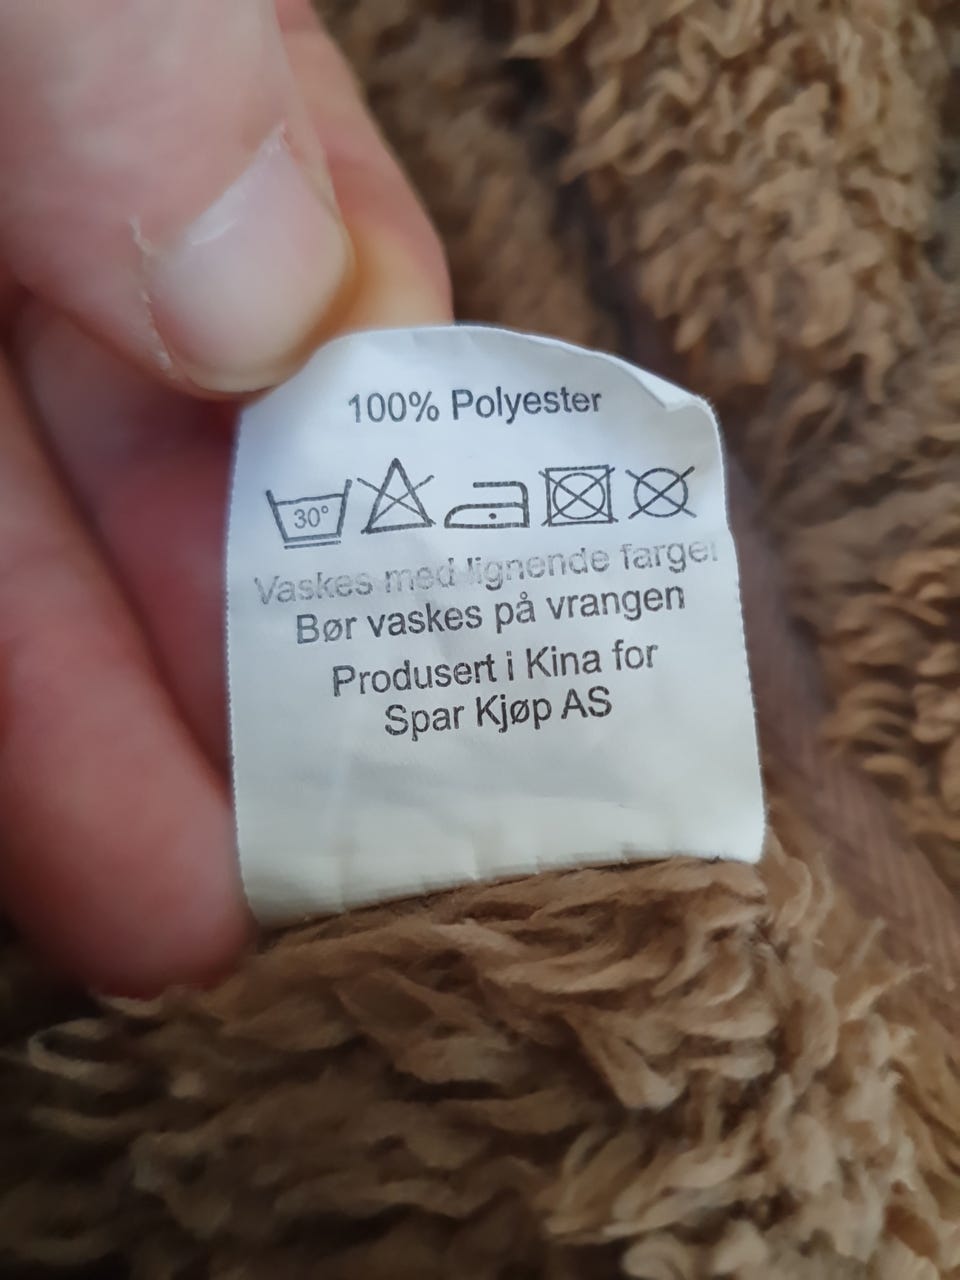 100% Polyester
30°
Vaskes med lignende farger
Bør vaskes på vrangen
Produsert i Kina for
Spar Kjøp AS